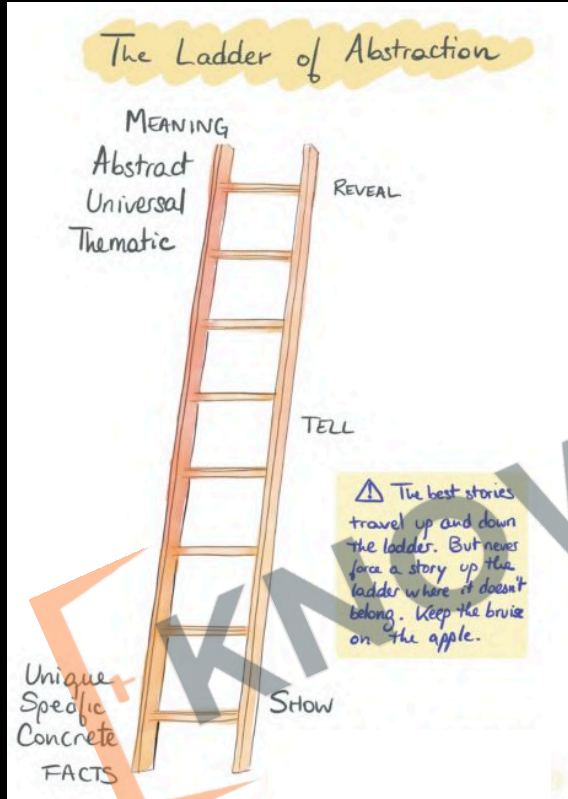 The Ladder of Abstraction
MEANING
Abstract
Universal
Thematic
REVEAL
TELL
⚠ The best stories
travel up and down
the ladder. But never
force a story up the
ladder where it doesn't
belong. Keep the bruise
on the apple.
Unique
Specific
Concrete
FACTS
SHOW
KNOW